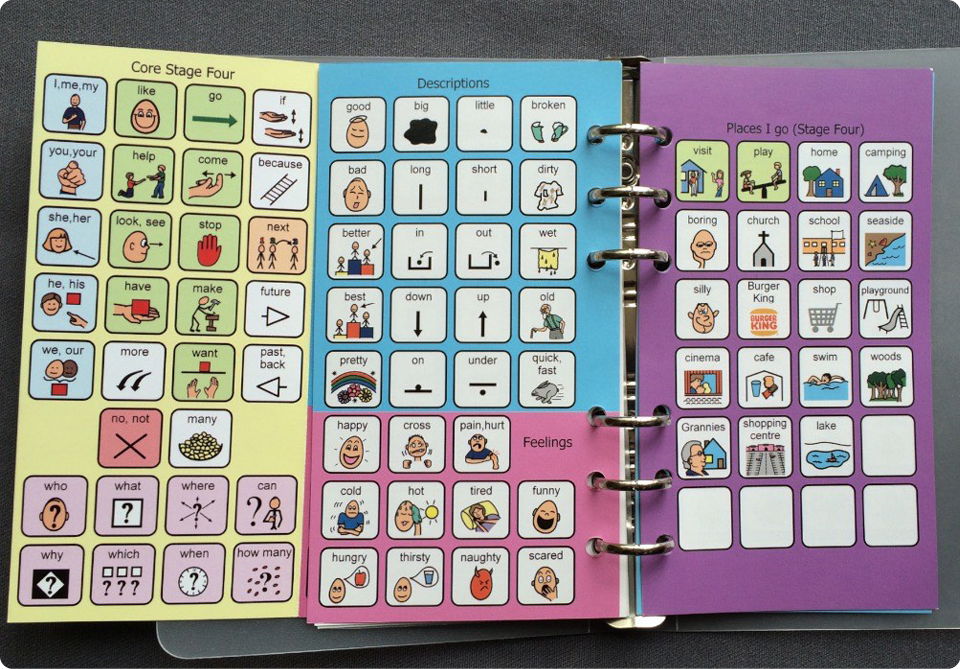 Core Stage Four
I,me,my
like
go
if
you,your
help
come
because
she,her
look, see
stop
next
he, his
have
make
future
we, our
more
want
past,
back
no, not
many
who
what
where
can
why
which
when
how many
Descriptions
good
big
little
broken
bad
long
short
dirty
better
in
out
wet
best
down
up
old
pretty
on
under
quick,
fast
happy
cross
pain,hurt
Feelings
cold
hot
tired
funny
hungry
thirsty
naughty
scared
Places I go (Stage Four)
visit
play
home
camping
boring
church
school
seaside
silly
Burger
King
BURGER
KING
shop
playground
cinema
cafe
swim
woods
Grannies
shopping
centre
lake